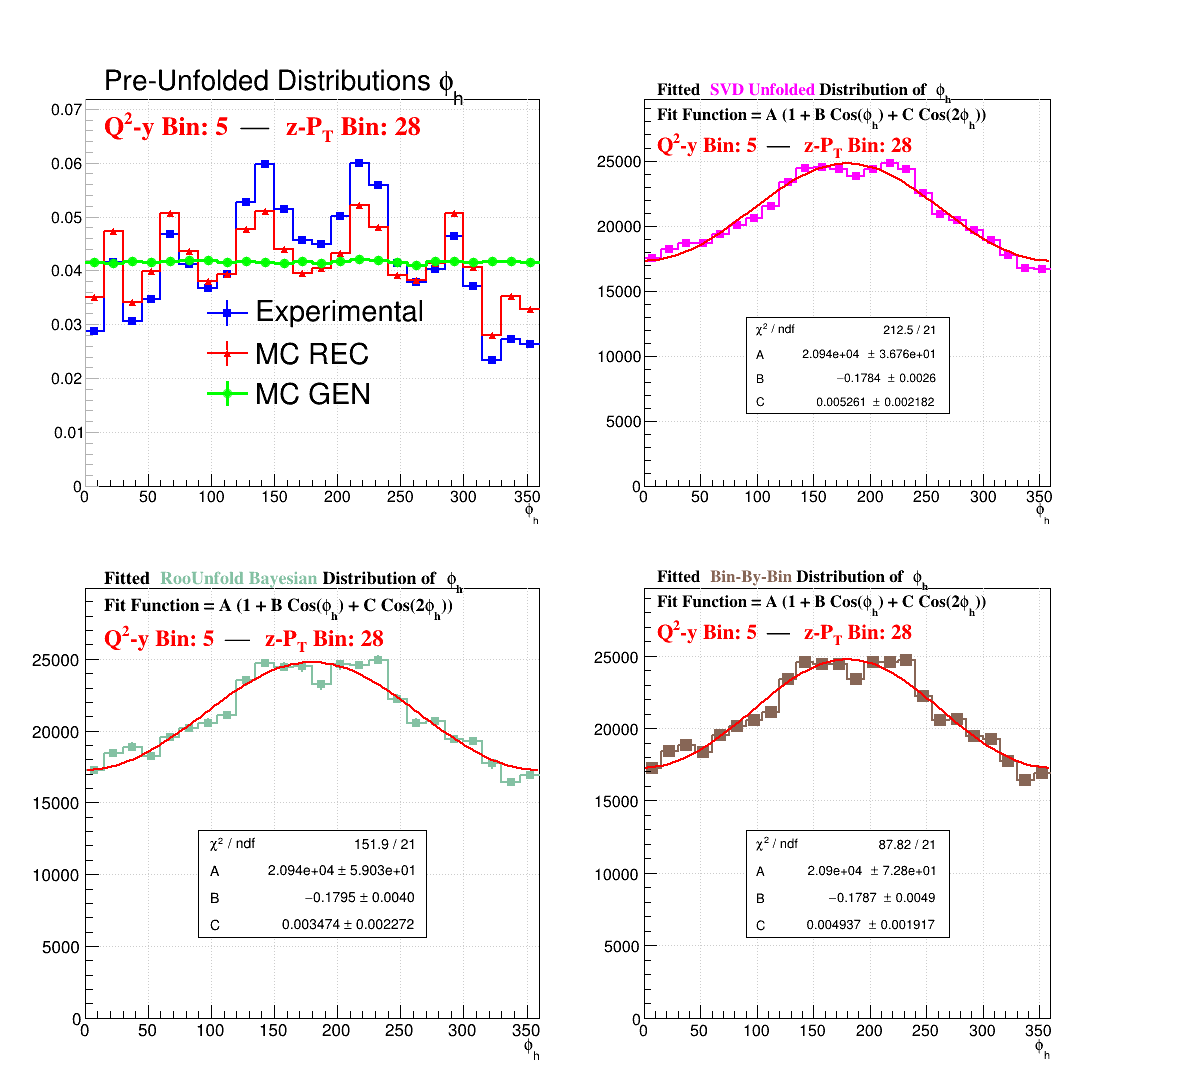 Pre-Unfolded Distributions ϕh
Q²-y Bin: 5 — z-PT Bin: 28
0.07
0.06
0.05
0.04
0.03
0.02
0.01
0
Experimental
MC REC
MC GEN
0 50 100 150 200 250 300 350
ϕh
Fitted SVD Unfolded Distribution of ϕh
Fit Function = A (1 + B Cos(ϕh) + C Cos(2ϕh))
Q²-y Bin: 5 — z-PT Bin: 28
25000
20000
15000
10000
5000
0
χ² / ndf 212.5 / 21
A 2.094e+04 ± 3.676e+01
B −0.1784 ± 0.0026
C 0.005261 ± 0.002182
0 50 100 150 200 250 300 350
ϕh
Fitted RooUnfold Bayesian Distribution of ϕh
Fit Function = A (1 + B Cos(ϕh) + C Cos(2ϕh))
Q²-y Bin: 5 — z-PT Bin: 28
25000
20000
15000
10000
5000
0
χ² / ndf 151.9 / 21
A 2.094e+04 ± 5.903e+01
B −0.1795 ± 0.0040
C 0.003474 ± 0.002272
0 50 100 150 200 250 300 350
ϕh
Fitted Bin-By-Bin Distribution of ϕh
Fit Function = A (1 + B Cos(ϕh) + C Cos(2ϕh))
Q²-y Bin: 5 — z-PT Bin: 28
25000
20000
15000
10000
5000
0
χ² / ndf 87.82 / 21
A 2.09e+04 ± 7.28e+01
B −0.1787 ± 0.0049
C 0.004937 ± 0.001917
0 50 100 150 200 250 300 350
ϕh